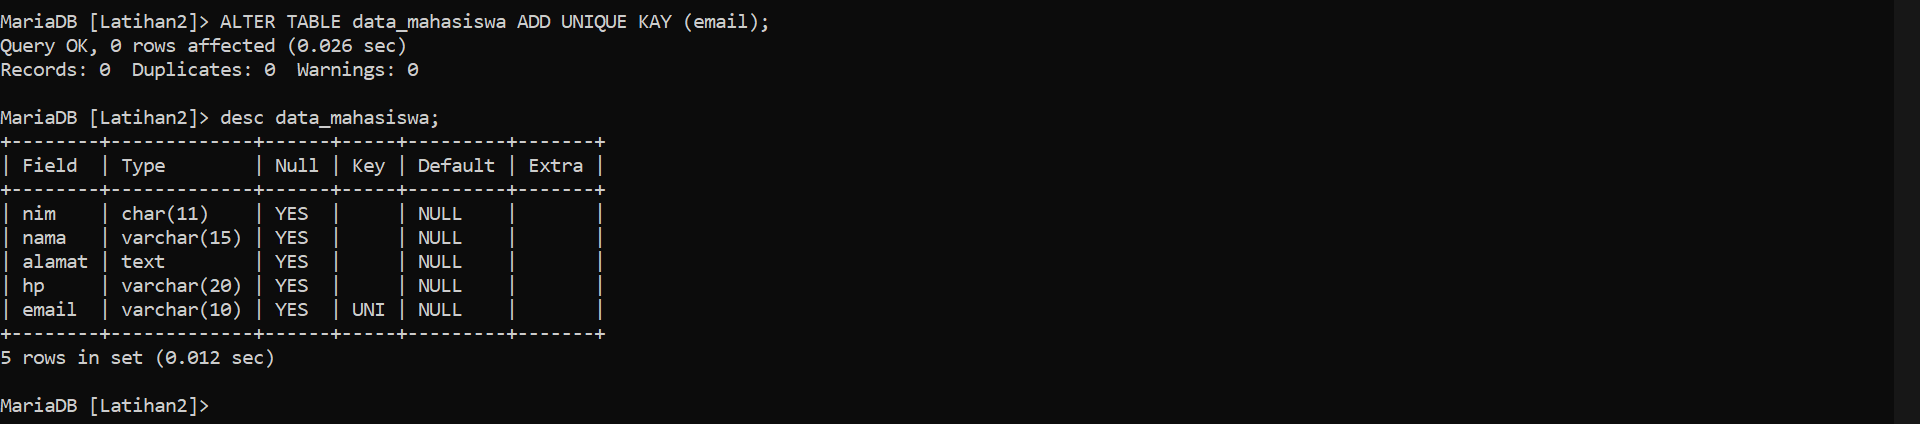 MariaDB [Latihan2]> ALTER TABLE data_mahasiswa ADD UNIQUE KAY (email);
Query OK, 0 rows affected (0.026 sec)
Records: 0  Duplicates: 0  Warnings: 0

MariaDB [Latihan2]> desc data_mahasiswa;
+--------+-------------+------+-----+---------+-------+
| Field  | Type        | Null | Key | Default | Extra |
+--------+-------------+------+-----+---------+-------+
| nim    | char(11)    | YES  |     | NULL    |       |
| nama   | varchar(15) | YES  |     | NULL    |       |
| alamat | text        | YES  |     | NULL    |       |
| hp     | varchar(20) | YES  |     | NULL    |       |
| email  | varchar(10) | YES  | UNI | NULL    |       |
+--------+-------------+------+-----+---------+-------+
5 rows in set (0.012 sec)

MariaDB [Latihan2]>